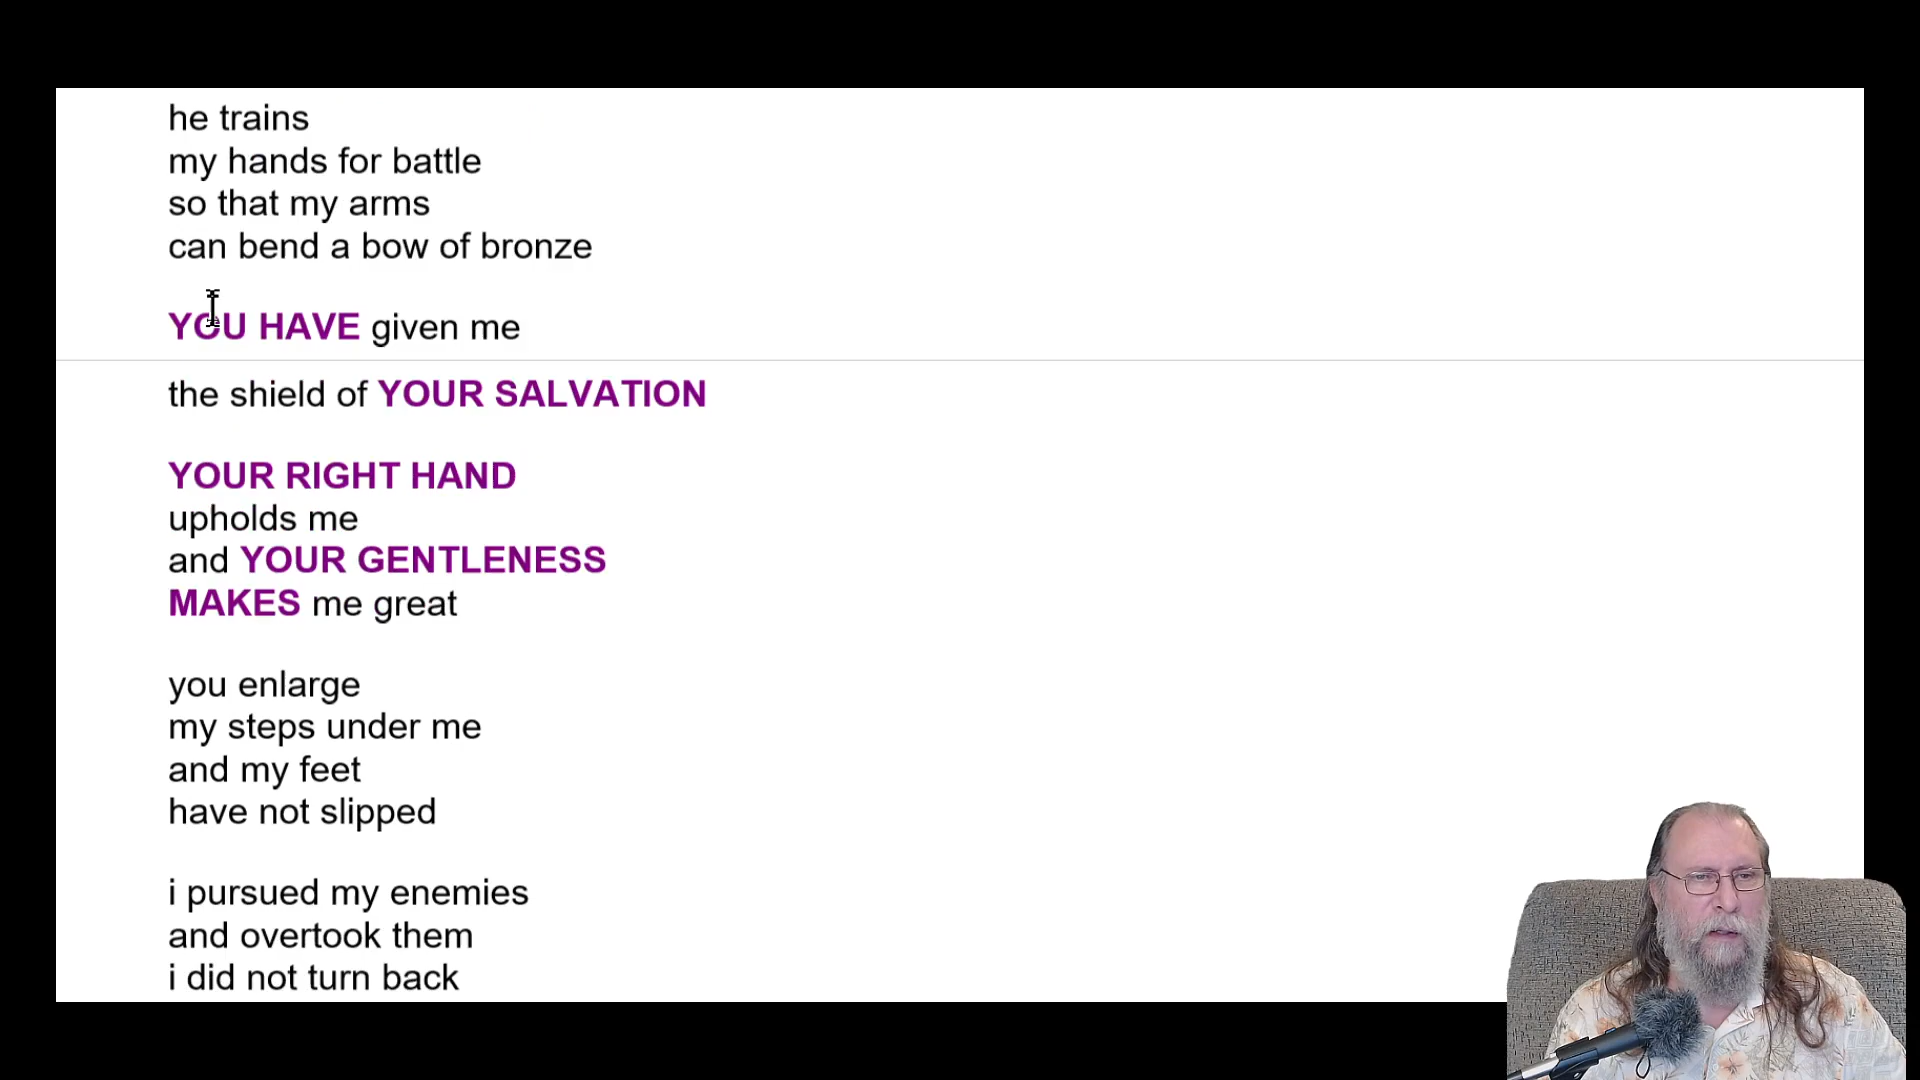 he trains
my hands for battle
so that my arms
can bend a bow of bronze
YOU HAVE given me
the shield of YOUR SALVATION
YOUR RIGHT HAND
upholds me
and YOUR GENTLENESS
MAKES me great
you enlarge
my steps under me
and my feet
have not slipped
i pursued my enemies
and overtook them
i did not turn back